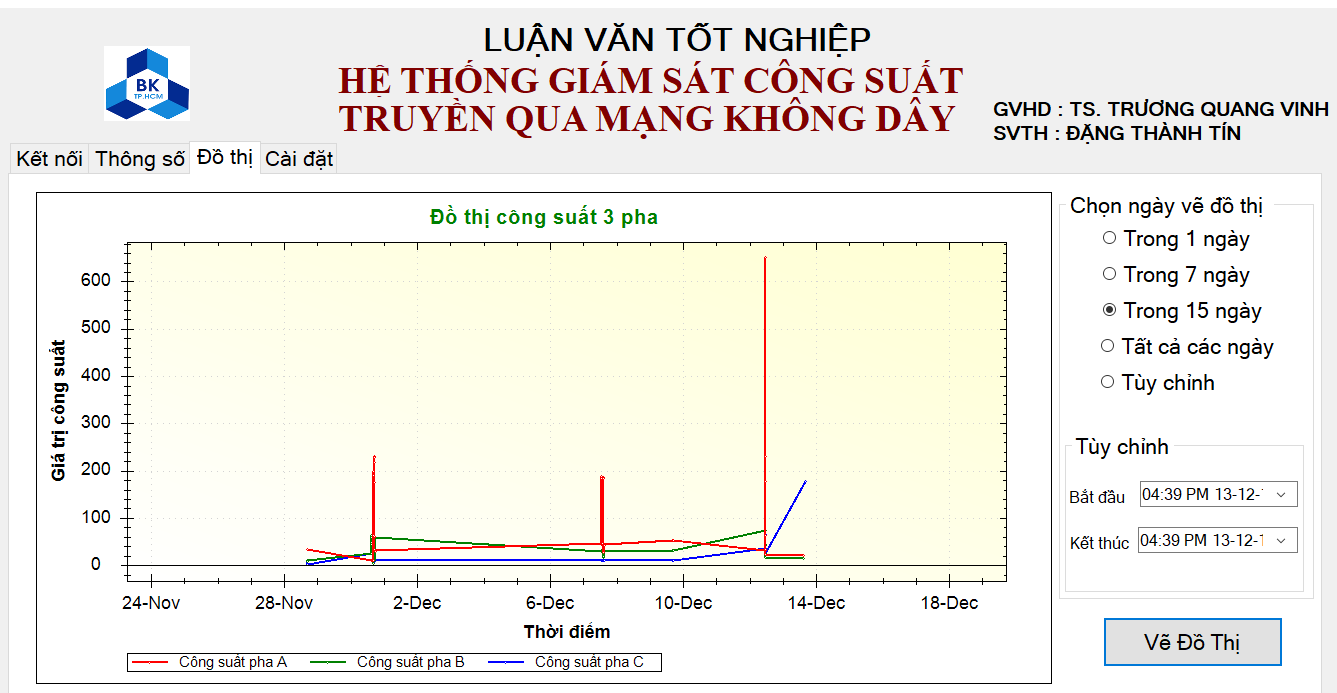 LUẬN VĂN TỐT NGHIỆP
HỆ THỐNG GIÁM SÁT CÔNG SUẤT
TRUYỀN QUA MẠNG KHÔNG DÂY
BK
TP.HCM
GVHD : TS. TRƯƠNG QUANG VINH
SVTH : ĐẶNG THÀNH TÍN
Kết nối Thông số Đồ thị Cài đặt
Đồ thị công suất 3 pha
Giá trị công suất
600
500
400
300
200
100
0
24-Nov 28-Nov 2-Dec 6-Dec 10-Dec 14-Dec 18-Dec
Thời điểm
Công suất pha A Công suất pha B Công suất pha C
Chọn ngày vẽ đồ thị
Trong 1 ngày
Trong 7 ngày
Trong 15 ngày
Tất cả các ngày
Tùy chỉnh
Tùy chỉnh
Bắt đầu 04:39 PM 13-12-
Kết thúc 04:39 PM 13-12-1
Vẽ Đồ Thị